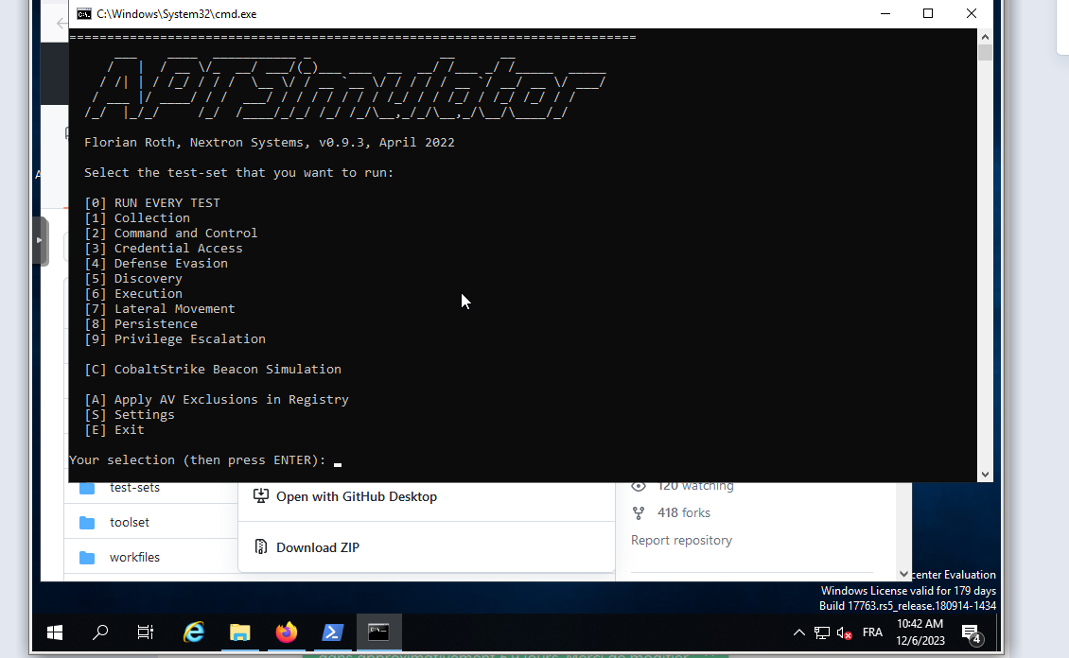 C:\Windows\System32\cmd.exe
APTSimulator
Florian Roth, Nextron Systems, v0.9.3, April 2022
Select the test-set that you want to run:
[0] RUN EVERY TEST
[1] Collection
[2] Command and Control
[3] Credential Access
[4] Defense Evasion
[5] Discovery
[6] Execution
[7] Lateral Movement
[8] Persistence
[9] Privilege Escalation
[C] CobaltStrike Beacon Simulation
[A] Apply AV Exclusions in Registry
[S] Settings
[E] Exit
Your selection (then press ENTER):
test-sets
toolset
workfiles
Open with GitHub Desktop
Download ZIP
120 watching
418 forks
Report repository
center Evaluation
Windows License valid for 179 days
Build 17763.rs5_release.180914-1434
FRA
10:42 AM
12/6/2023
4